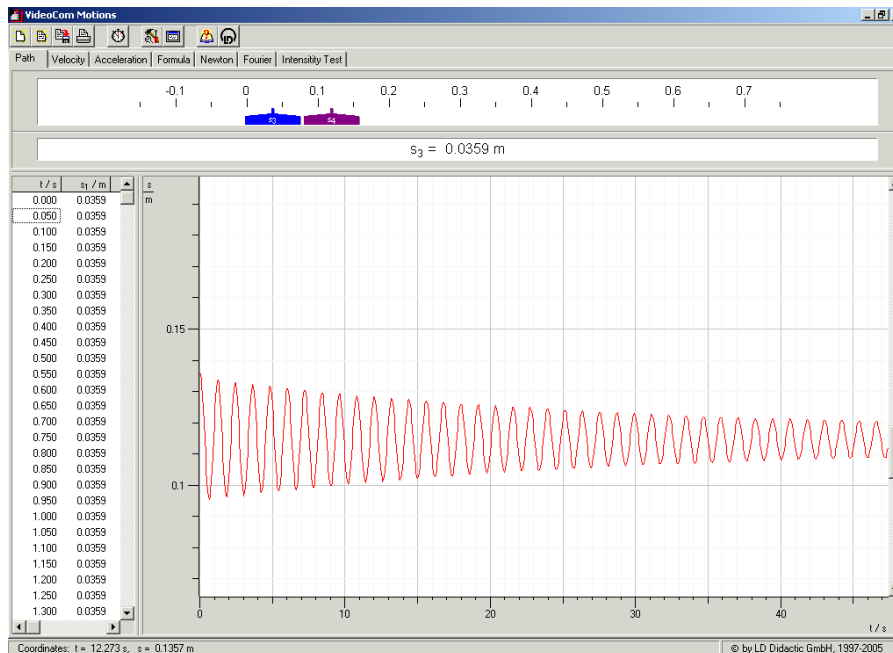 VideoCom Motions
Path Velocity Acceleration Formula Newton Fourier Intensitity Test
-0.1 0 0.1 0.2 0.3 0.4 0.5 0.6 0.7
s3 s4
s₃ = 0.0359 m
t / s s₁ / m
0.000 0.0359
0.050 0.0359
0.100 0.0359
0.150 0.0359
0.200 0.0359
0.250 0.0359
0.300 0.0359
0.350 0.0359
0.400 0.0359
0.450 0.0359
0.500 0.0359
0.550 0.0359
0.600 0.0359
0.650 0.0359
0.700 0.0359
0.750 0.0359
0.800 0.0359
0.850 0.0359
0.900 0.0359
0.950 0.0359
1.000 0.0359
1.050 0.0359
1.100 0.0359
1.150 0.0359
1.200 0.0359
1.250 0.0359
1.300 0.0359
s
m
0.15
0.1
0 10 20 30 40
t / s
Coordinates: t = 12.273 s, s = 0.1357 m
© by LD Didactic GmbH, 1997-2005